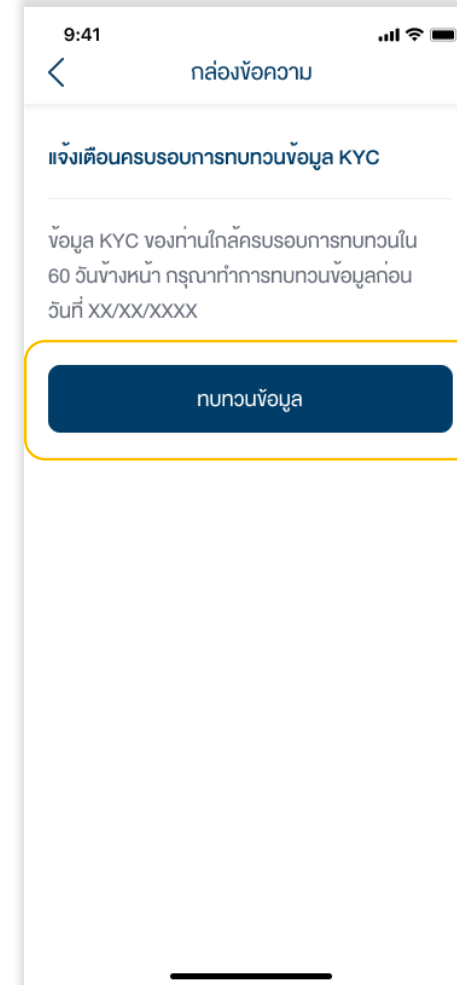 9:41
กล่องข้อความ
แจ้งเตือนครบรอบการทบทวนข้อมูล KYC
ข้อมูล KYC ของท่านใกล้ครบรอบการทบทวนใน
60 วันข้างหน้า กรุณาทำการทบทวนข้อมูลก่อน
วันที่ XX/XX/XXXX
ทบทวนข้อมูล